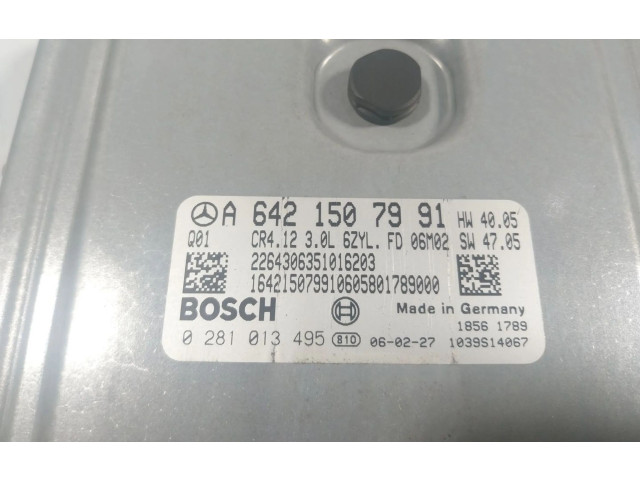 A 642 150 79 91 HW 40.05
Q01 CR4.12 3.0L 6ZYL. FD 06M02 SW 47.05
2264306351016203
164215079910605801789000
BOSCH Made in Germany
1856 1789
0 281 013 495 810 06-02-27 1039S14067